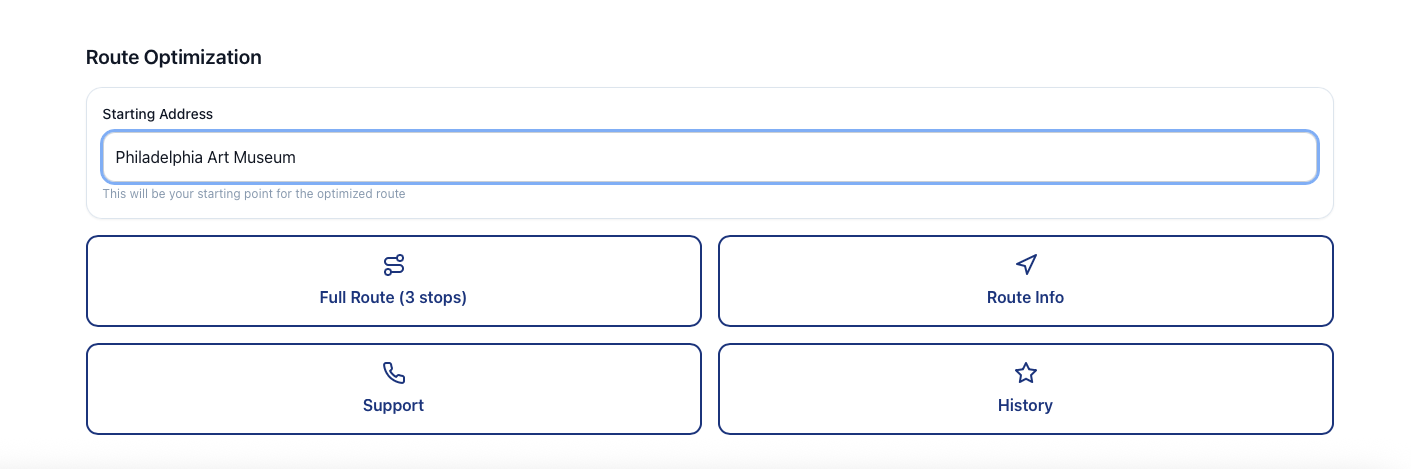 Route Optimization
Starting Address
Philadelphia Art Museum
This will be your starting point for the optimized route
Full Route (3 stops)
Route Info
Support
History